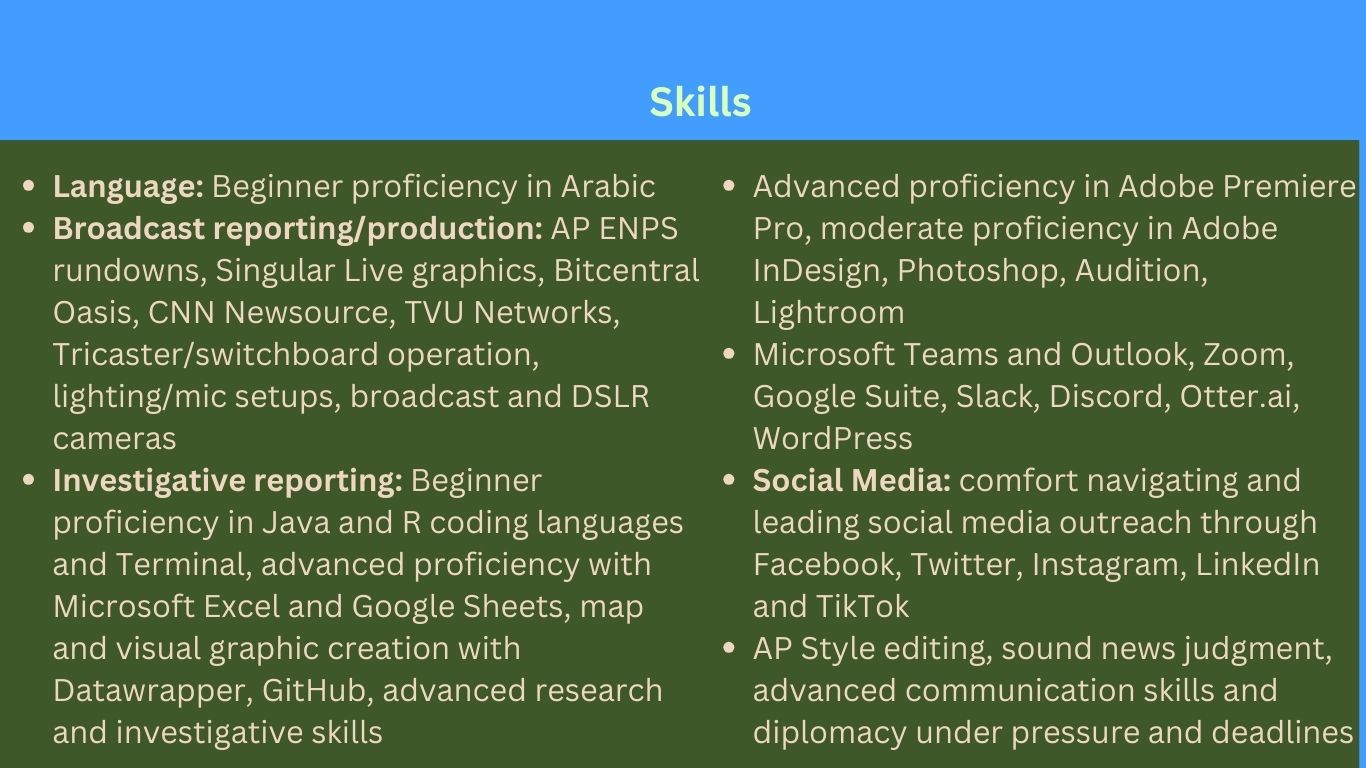 Skills
• Language: Beginner proficiency in Arabic
• Broadcast reporting/production: AP ENPS
rundowns, Singular Live graphics, Bitcentral
Oasis, CNN Newsource, TVU Networks,
Tricaster/switchboard operation,
lighting/mic setups, broadcast and DSLR
cameras
• Investigative reporting: Beginner
proficiency in Java and R coding languages
and Terminal, advanced proficiency with
Microsoft Excel and Google Sheets, map
and visual graphic creation with
Datawrapper, GitHub, advanced research
and investigative skills
• Advanced proficiency in Adobe Premiere
Pro, moderate proficiency in Adobe
InDesign, Photoshop, Audition,
Lightroom
• Microsoft Teams and Outlook, Zoom,
Google Suite, Slack, Discord, Otter.ai,
WordPress
• Social Media: comfort navigating and
leading social media outreach through
Facebook, Twitter, Instagram, LinkedIn
and TikTok
• AP Style editing, sound news judgment,
advanced communication skills and
diplomacy under pressure and deadlines